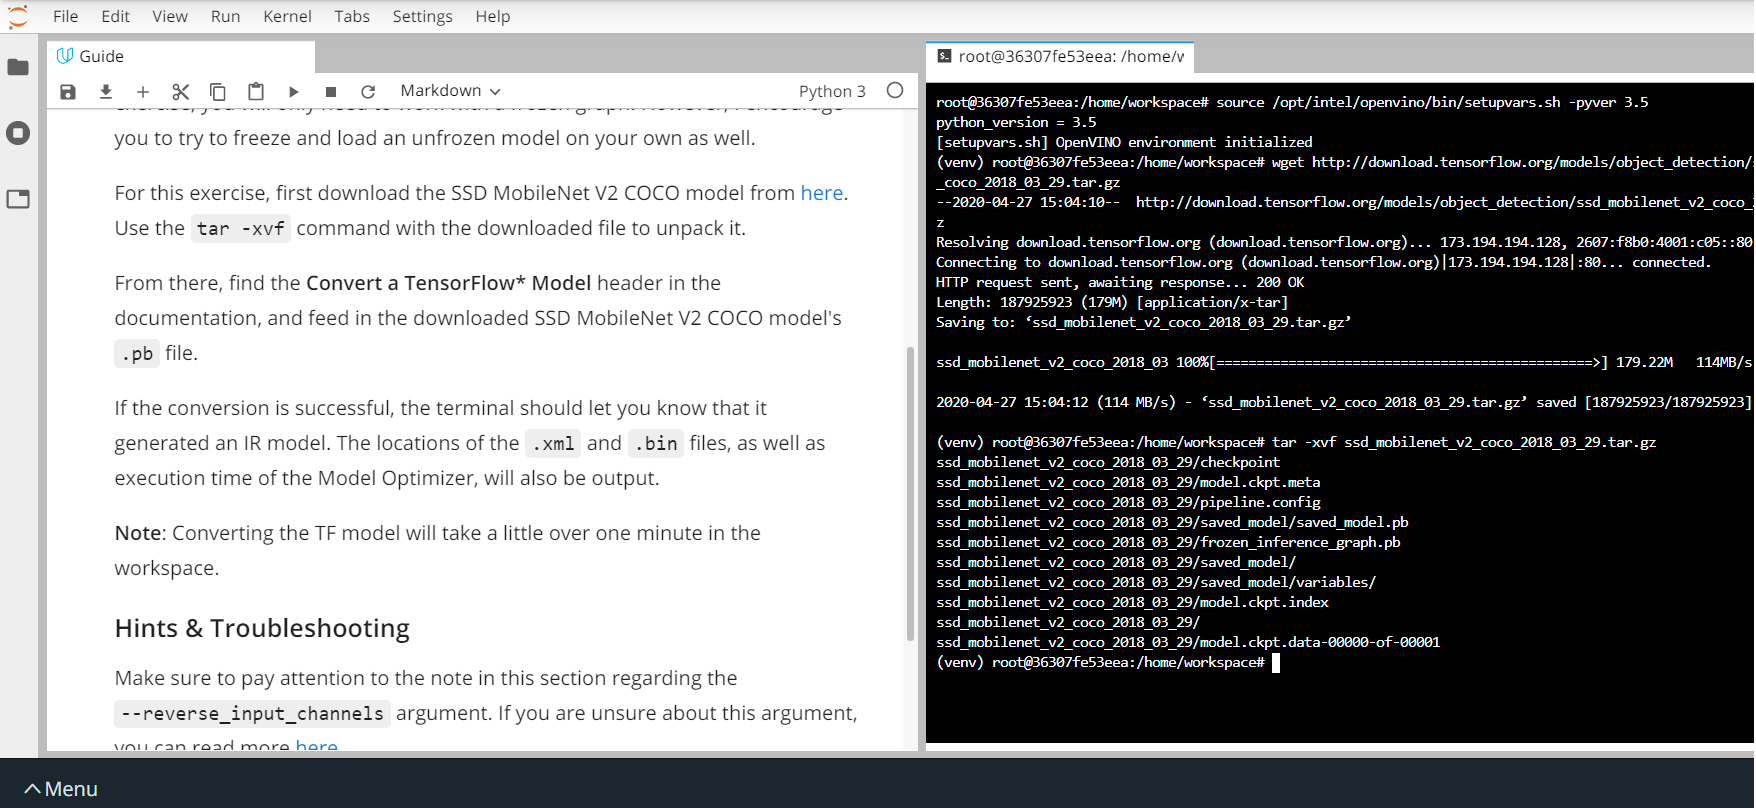 File Edit View Run Kernel Tabs Settings Help
Guide
Markdown
Python 3
exercise, you will only need to work with a frozen graph. However, I encourage
you to try to freeze and load an unfrozen model on your own as well.
For this exercise, first download the SSD MobileNet V2 COCO model from here.
Use the tar -xvf command with the downloaded file to unpack it.
From there, find the Convert a TensorFlow* Model header in the
documentation, and feed in the downloaded SSD MobileNet V2 COCO model's
.pb file.
If the conversion is successful, the terminal should let you know that it
generated an IR model. The locations of the .xml and .bin files, as well as
execution time of the Model Optimizer, will also be output.
Note: Converting the TF model will take a little over one minute in the
workspace.
Hints & Troubleshooting
Make sure to pay attention to the note in this section regarding the
--reverse_input_channels argument. If you are unsure about this argument,
you can read more here
root@36307fe53eea: /home/w
root@36307fe53eea:/home/workspace# source /opt/intel/openvino/bin/setupvars.sh -pyver 3.5
python_version = 3.5
[setupvars.sh] OpenVINO environment initialized
(venv) root@36307fe53eea:/home/workspace# wget http://download.tensorflow.org/models/object_detection/
_coco_2018_03_29.tar.gz
--2020-04-27 15:04:10-- http://download.tensorflow.org/models/object_detection/ssd_mobilenet_v2_coco_
z
Resolving download.tensorflow.org (download.tensorflow.org)... 173.194.194.128, 2607:f8b0:4001:c05::80
Connecting to download.tensorflow.org (download.tensorflow.org)|173.194.194.128|:80... connected.
HTTP request sent, awaiting response... 200 OK
Length: 187925923 (179M) [application/x-tar]
Saving to: ‘ssd_mobilenet_v2_coco_2018_03_29.tar.gz’
ssd_mobilenet_v2_coco_2018_03 100%[===============================================>] 179.22M 114MB/s
2020-04-27 15:04:12 (114 MB/s) - ‘ssd_mobilenet_v2_coco_2018_03_29.tar.gz’ saved [187925923/187925923]
(venv) root@36307fe53eea:/home/workspace# tar -xvf ssd_mobilenet_v2_coco_2018_03_29.tar.gz
ssd_mobilenet_v2_coco_2018_03_29/checkpoint
ssd_mobilenet_v2_coco_2018_03_29/model.ckpt.meta
ssd_mobilenet_v2_coco_2018_03_29/pipeline.config
ssd_mobilenet_v2_coco_2018_03_29/saved_model/saved_model.pb
ssd_mobilenet_v2_coco_2018_03_29/frozen_inference_graph.pb
ssd_mobilenet_v2_coco_2018_03_29/saved_model/
ssd_mobilenet_v2_coco_2018_03_29/saved_model/variables/
ssd_mobilenet_v2_coco_2018_03_29/model.ckpt.index
ssd_mobilenet_v2_coco_2018_03_29/
ssd_mobilenet_v2_coco_2018_03_29/model.ckpt.data-00000-of-00001
(venv) root@36307fe53eea:/home/workspace#
Menu